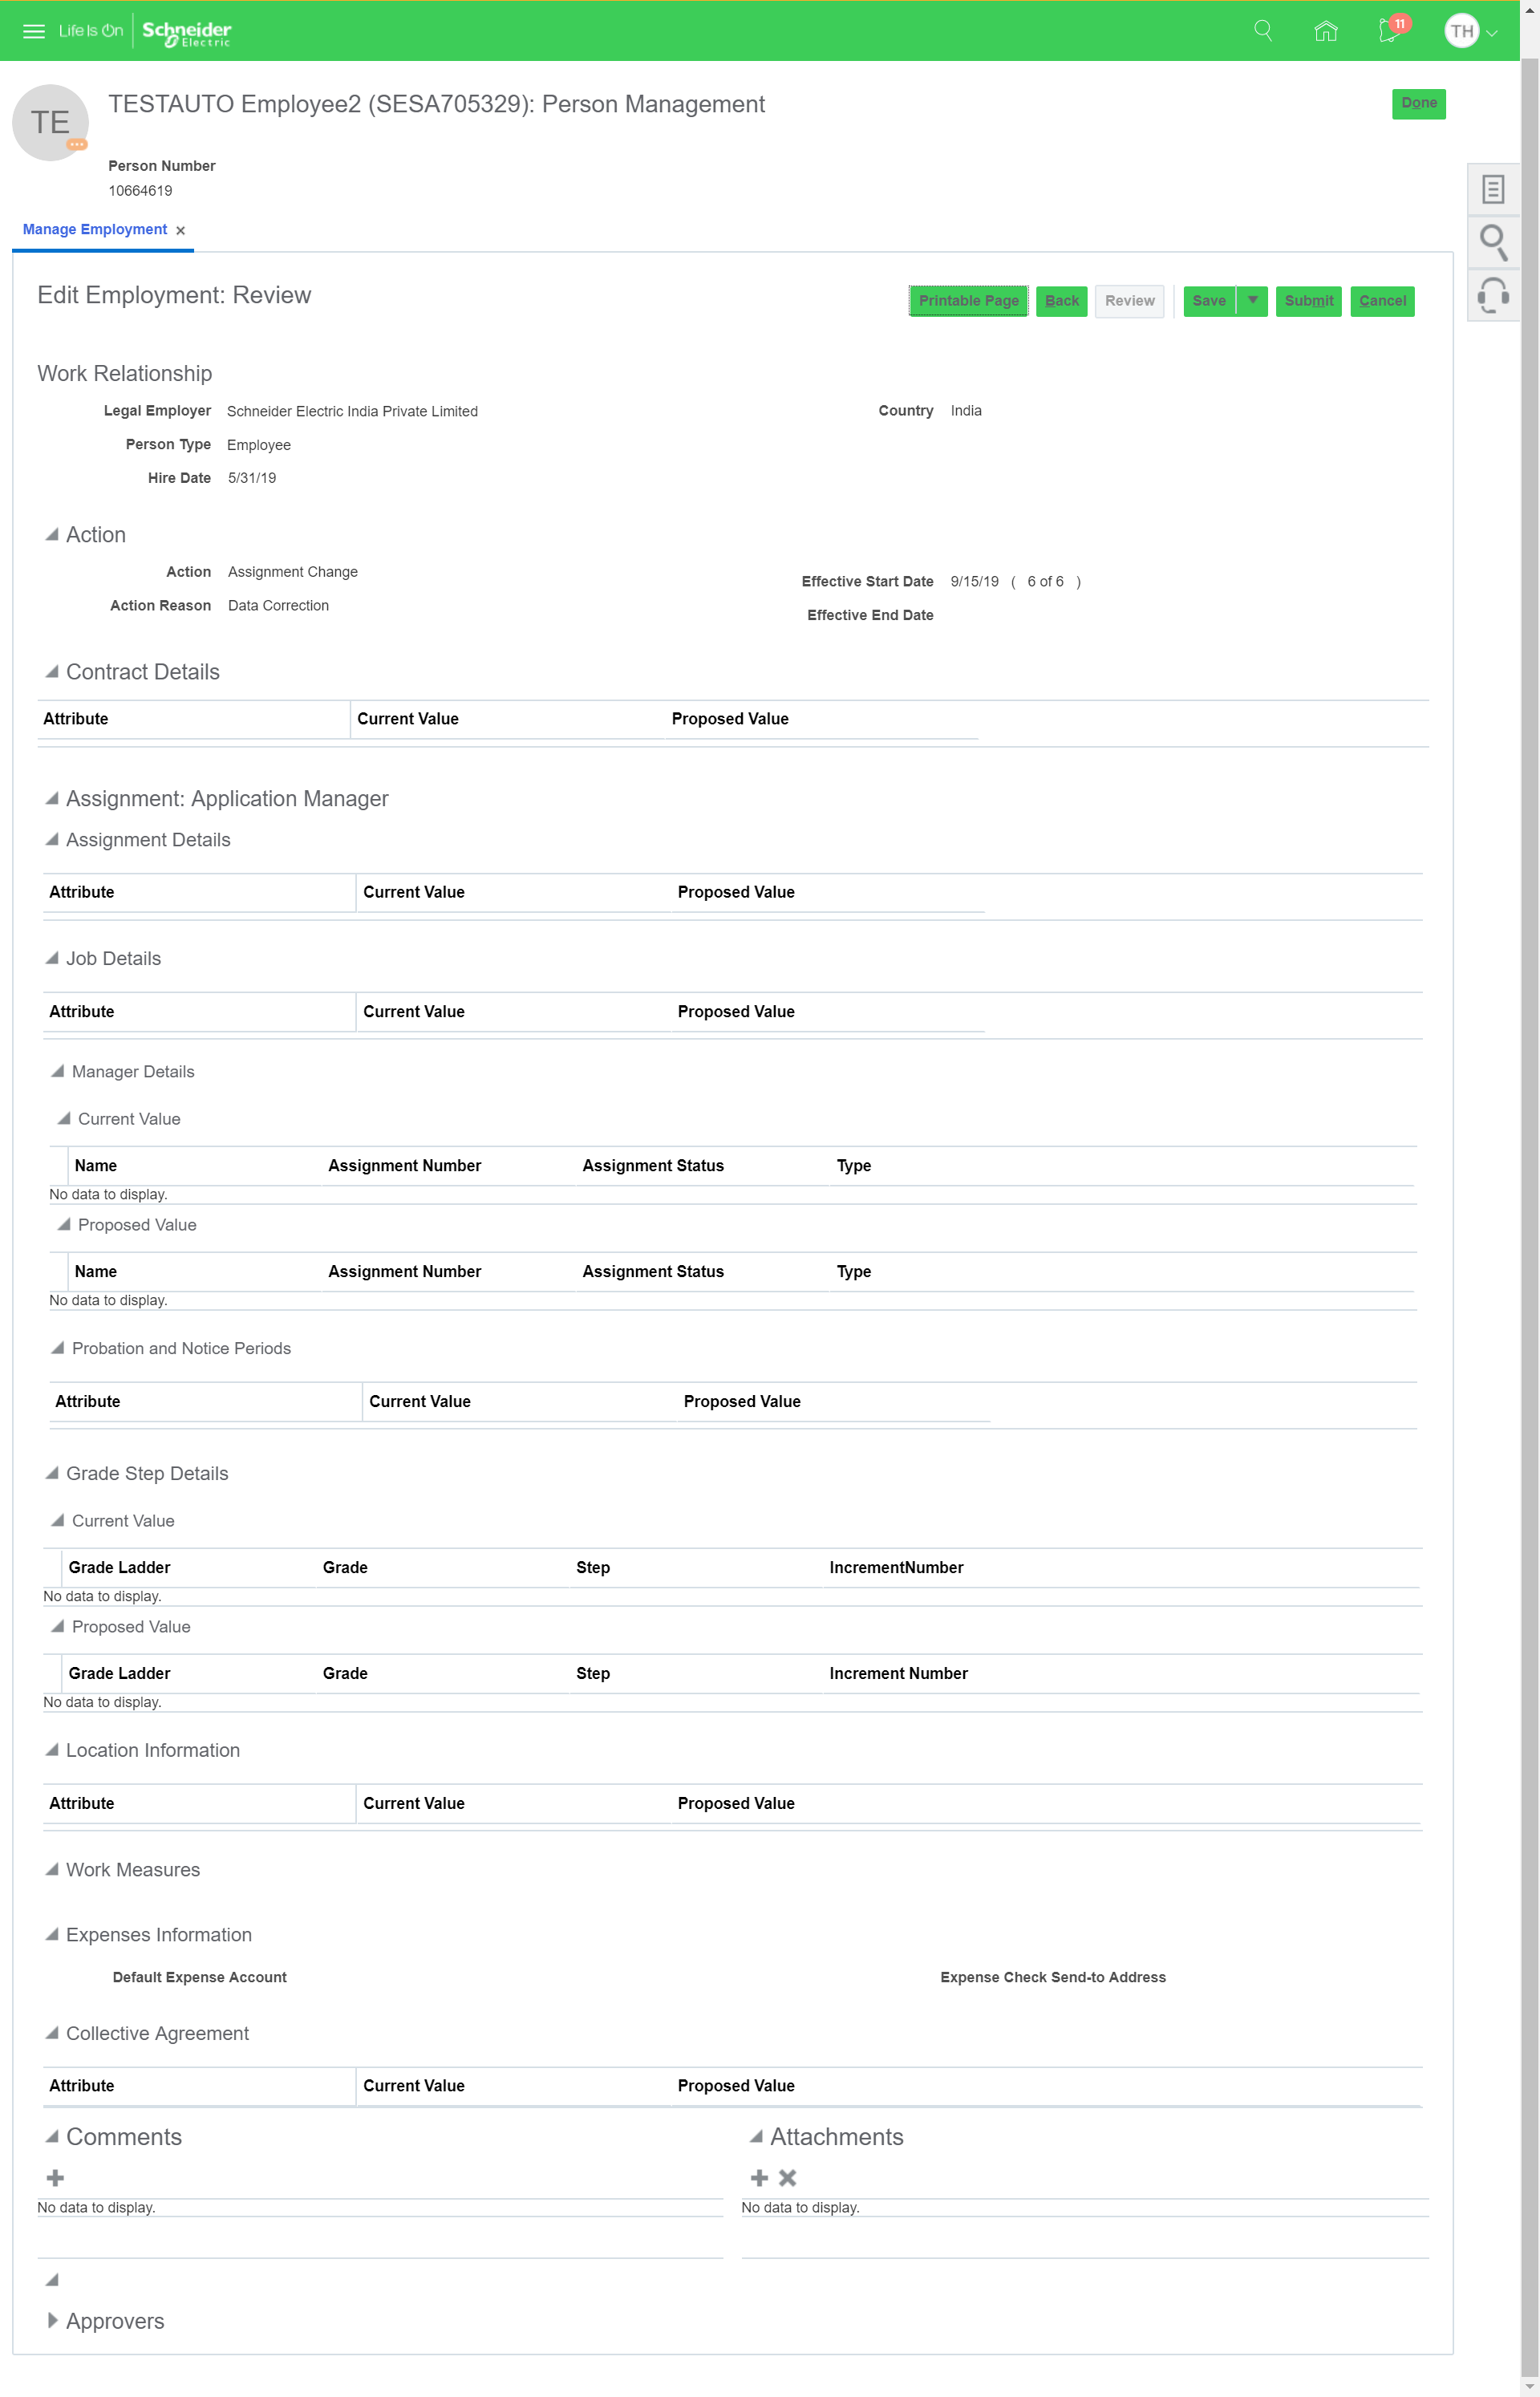 Life Is On
Schneider
Electric
11
TH
TE
TESTAUTO Employee2 (SESA705329): Person Management
Done
Person Number
10664619
Manage Employment
Edit Employment: Review
Printable Page
Back
Review
Save
Submit
Cancel
Work Relationship
Legal Employer Schneider Electric India Private Limited
Country India
Person Type Employee
Hire Date 5/31/19
Action
Action Assignment Change
Effective Start Date 9/15/19 ( 6 of 6 )
Action Reason Data Correction
Effective End Date
Contract Details
Attribute Current Value Proposed Value
Assignment: Application Manager
Assignment Details
Attribute Current Value Proposed Value
Job Details
Attribute Current Value Proposed Value
Manager Details
Current Value
Name Assignment Number Assignment Status Type
No data to display.
Proposed Value
Name Assignment Number Assignment Status Type
No data to display.
Probation and Notice Periods
Attribute Current Value Proposed Value
Grade Step Details
Current Value
Grade Ladder Grade Step IncrementNumber
No data to display.
Proposed Value
Grade Ladder Grade Step Increment Number
No data to display.
Location Information
Attribute Current Value Proposed Value
Work Measures
Expenses Information
Default Expense Account Expense Check Send-to Address
Collective Agreement
Attribute Current Value Proposed Value
Comments
No data to display.
Attachments
No data to display.
Approvers